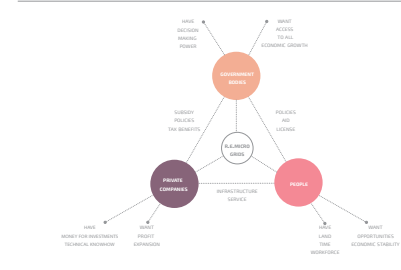 HAVE
DECISION
MAKING
POWER
WANT
ACCESS
TO ALL
ECONOMIC GROWTH
GOVERNMENT
BODIES
SUBSIDY
POLICIES
TAX BENEFITS
POLICIES
AID
LICENSE
R.E.MICRO
GRIDS
PRIVATE
COMPANIES
PEOPLE
INFRASTRUCTURE
SERVICE
HAVE
MONEY FOR INVESTMENTS
TECHNICAL KNOWHOW
WANT
PROFIT
EXPANSION
HAVE
LAND
TIME
WORKFORCE
WANT
OPPORTUNITIES
ECONOMIC STABILITY